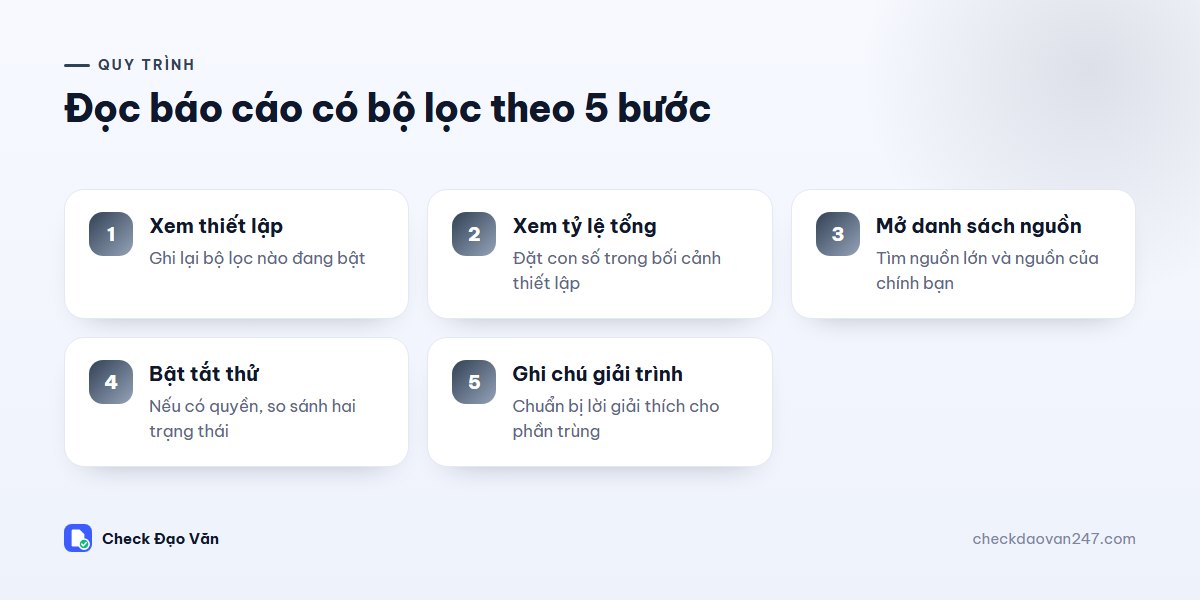 QUY TRÌNH
Đọc báo cáo có bộ lọc theo 5 bước
1
Xem thiết lập
Ghi lại bộ lọc nào đang bật
2
Xem tỷ lệ tổng
Đặt con số trong bối cảnh
thiết lập
3
Mở danh sách nguồn
Tìm nguồn lớn và nguồn của
chính bạn
4
Bật tắt thử
Nếu có quyền, so sánh hai
trạng thái
5
Ghi chú giải trình
Chuẩn bị lời giải thích cho
phần trùng
Check Đạo Văn
checkdaovan247.com